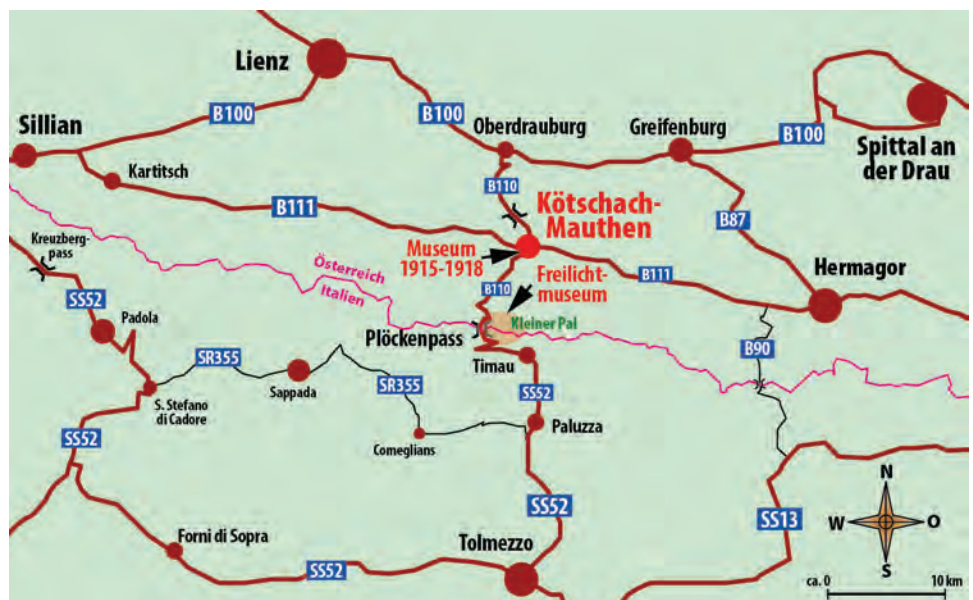 Lienz
B100
B100
Oberdrauburg
Greifenburg
B100
Spittal an
der Drau
Sillian
Kartitsch
B110
B111
Kötschach-
Mauthen
B87
Kreuzberg-
pass
Museum
1915-1918
Freilicht-
museum
B111
Hermagor
Österreich
Italien
B110
SS52
Padola
Plöckenpass
Kleiner Pal
Timau
B90
SR355
Sappada
SR355
SS52
S. Stefano
di Cadore
Paluzza
SS52
Comeglians
SS52
SS13
Forni di Sopra
Tolmezzo
SS52
N
W
O
S
ca. 0
10 km